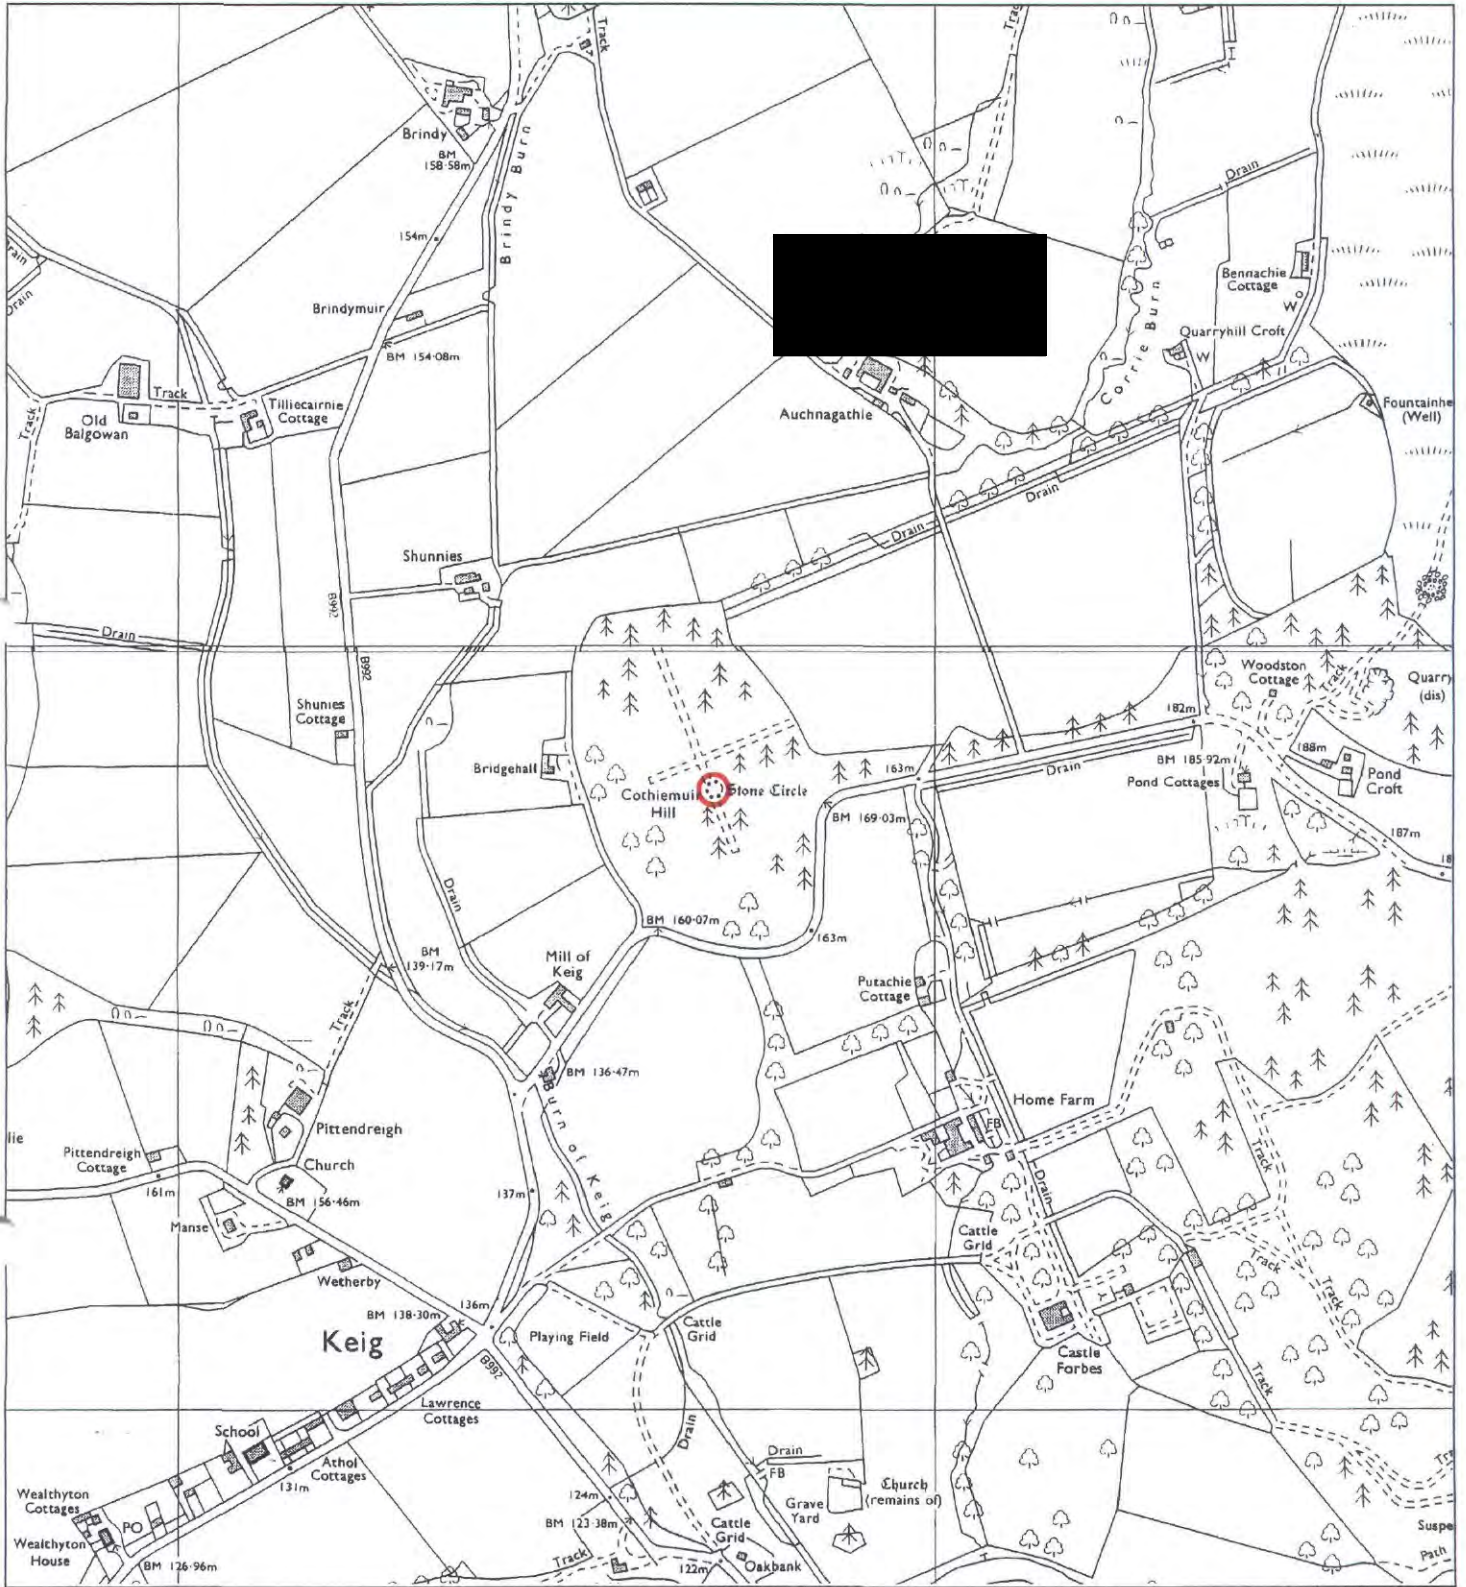 Track
Track
Brindy
BM
158·58m
Brindy Burn
Drain
154m
Bennachie
Cottage
Drain
Brindymuir
W
Corrie Burn
Quarryhill Croft
BM 154·08m
W
Track
Tilliecairnie
Cottage
Auchnagathie
(Well)
Old
Balgowan
Track
Drain
Drain
Shunnies
B992
Drain
B992
Woodston
Cottage
Track
Quarry
(dis)
Shunies
Cottage
182m
188m
BM 185·92m
Bridgehall
163m
Drain
Pond Cottages
Pond
Croft
Cothiemuir
Hill
Stone Circle
BM 169·03m
187m
Drain
BM 160·07m
163m
BM
139·17m
Mill of
Keig
Putachie
Cottage
Track
BM 136·47m
Burn of Keig
Home Farm
FB
Pittendreigh
Pittendreigh
Cottage
Church
Track
Drain
161m
BM 156·46m
137m
Manse
Cattle
Grid
Track
Wetherby
Track
BM 138·30m
136m
Keig
Playing Field
Cattle
Grid
Castle
Forbes
B992
Track
Lawrence
Cottages
School
Drain
Athol
Cottages
Drain
131m
FB
Wealthyton
Cottages
Church
(remains of)
124m
Grave
Yard
PO
BM 123·38m
Cattle
Grid
Wealthyton
House
Track
Path
BM 126·96m
122m
Oakbank